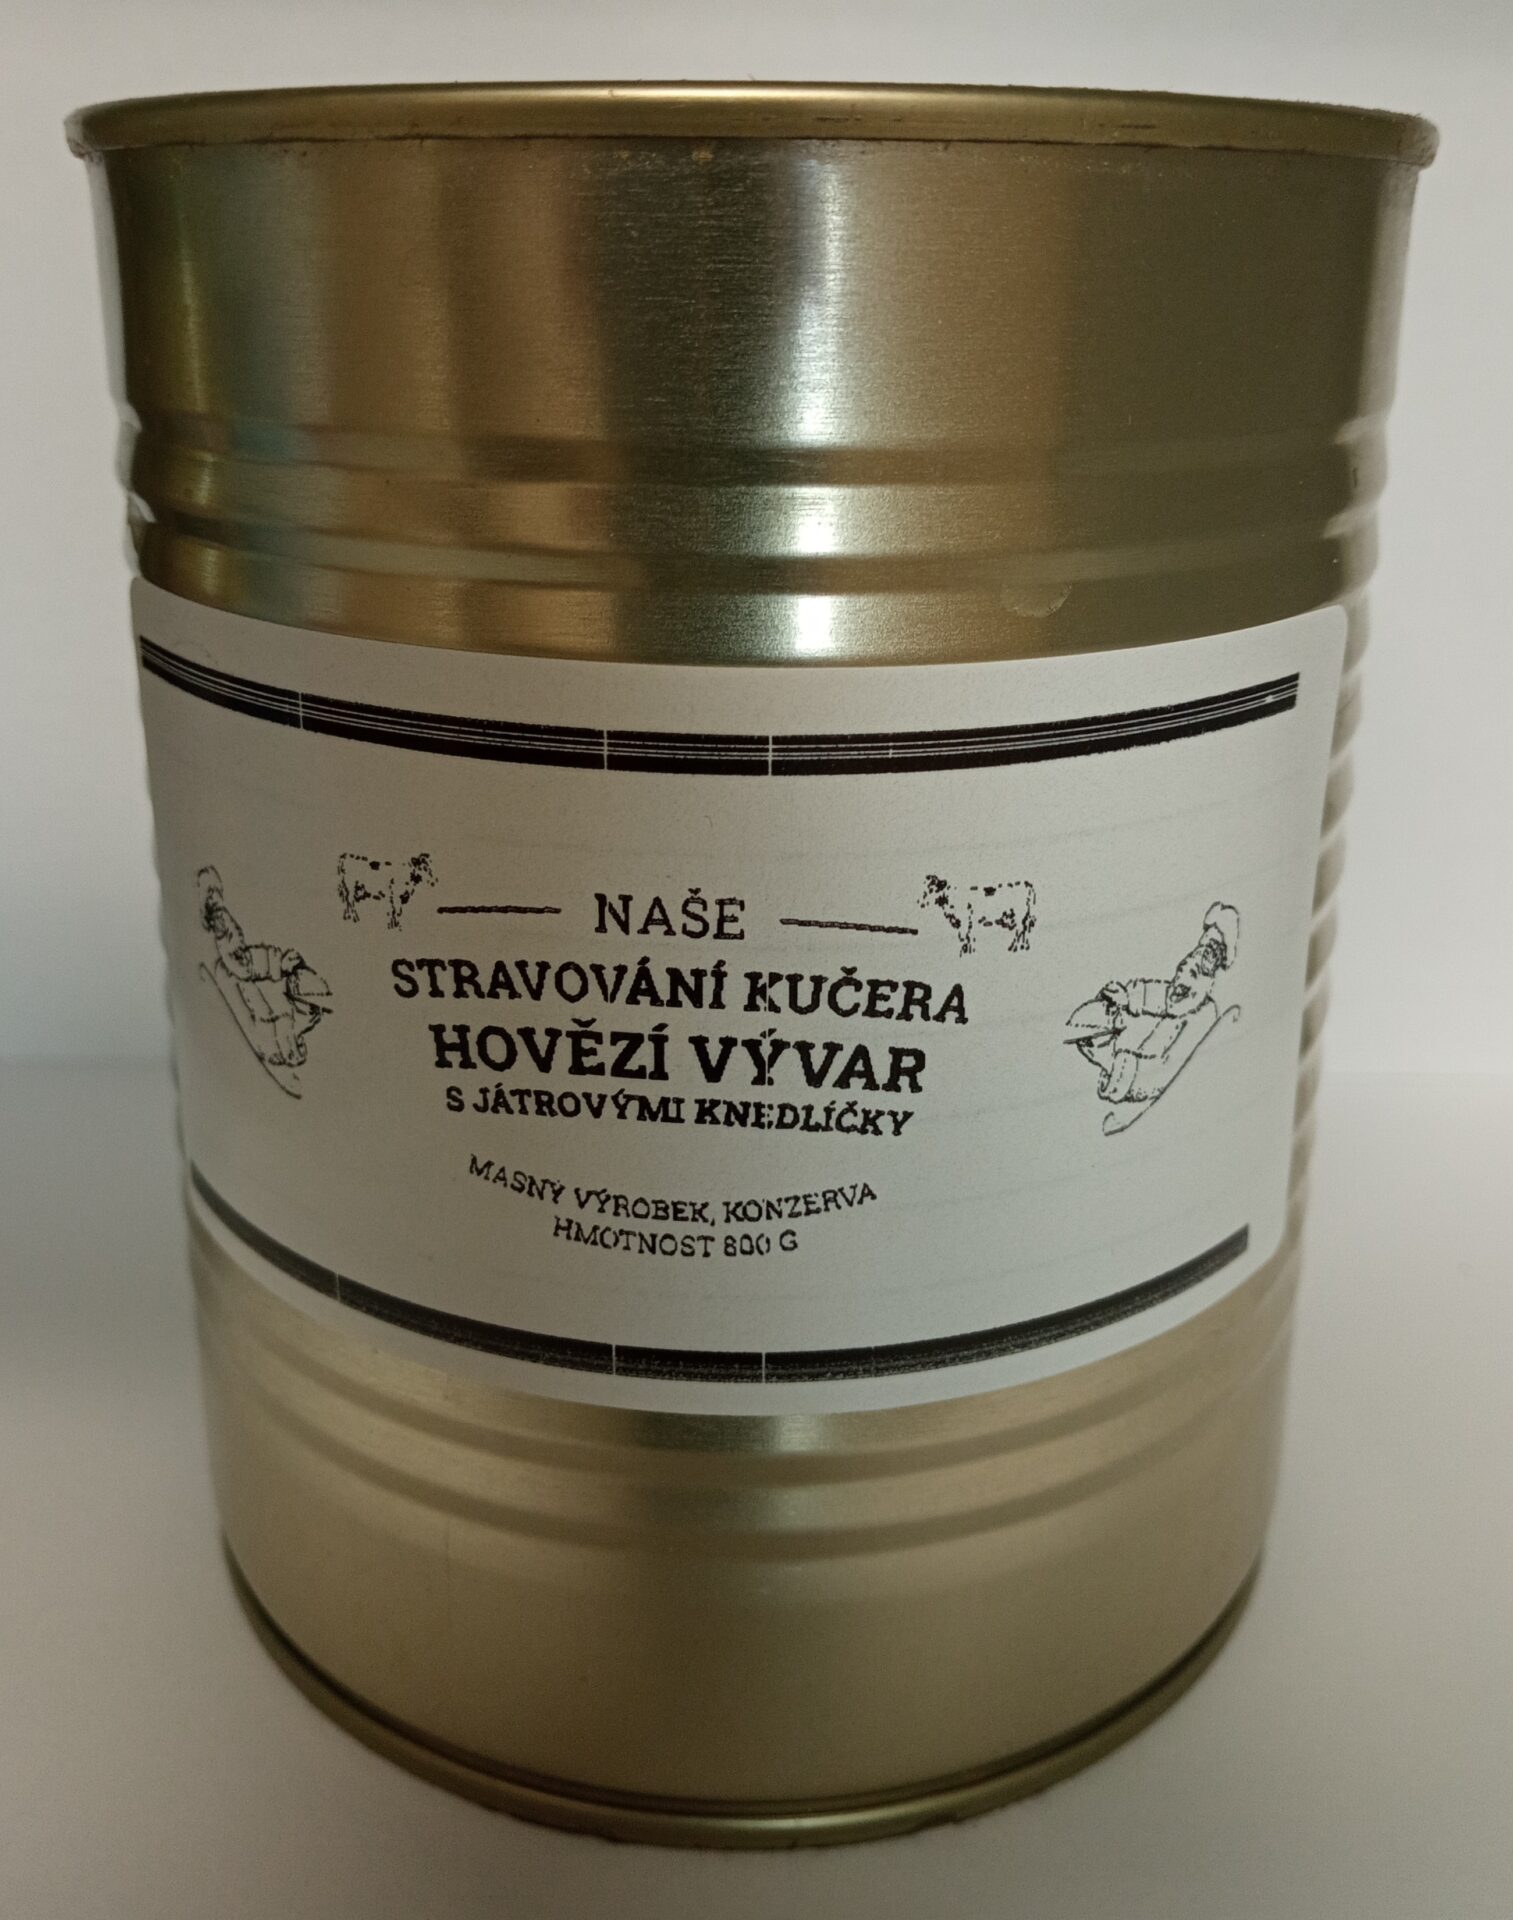 NAŠE
STRAVOVÁNÍ KUČERA
HOVĚZÍ VÝVAR
S JÁTROVÝMI KNEDLÍČKY
MASNÝ VÝROBEK, KONZERVA
HMOTNOST 800 G